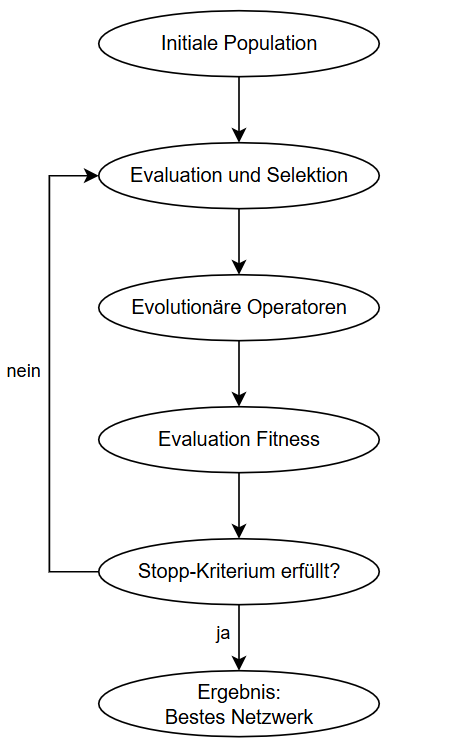 Initiale Population
Evaluation und Selektion
Evolutionäre Operatoren
nein
Evaluation Fitness
Stopp-Kriterium erfüllt?
ja
Ergebnis:
Bestes Netzwerk